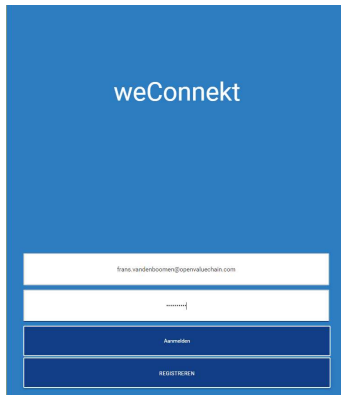 weConnekt
frans.vandenboomen@openvaluechain.com
••••••••••
Aanmelden
REGISTREREN